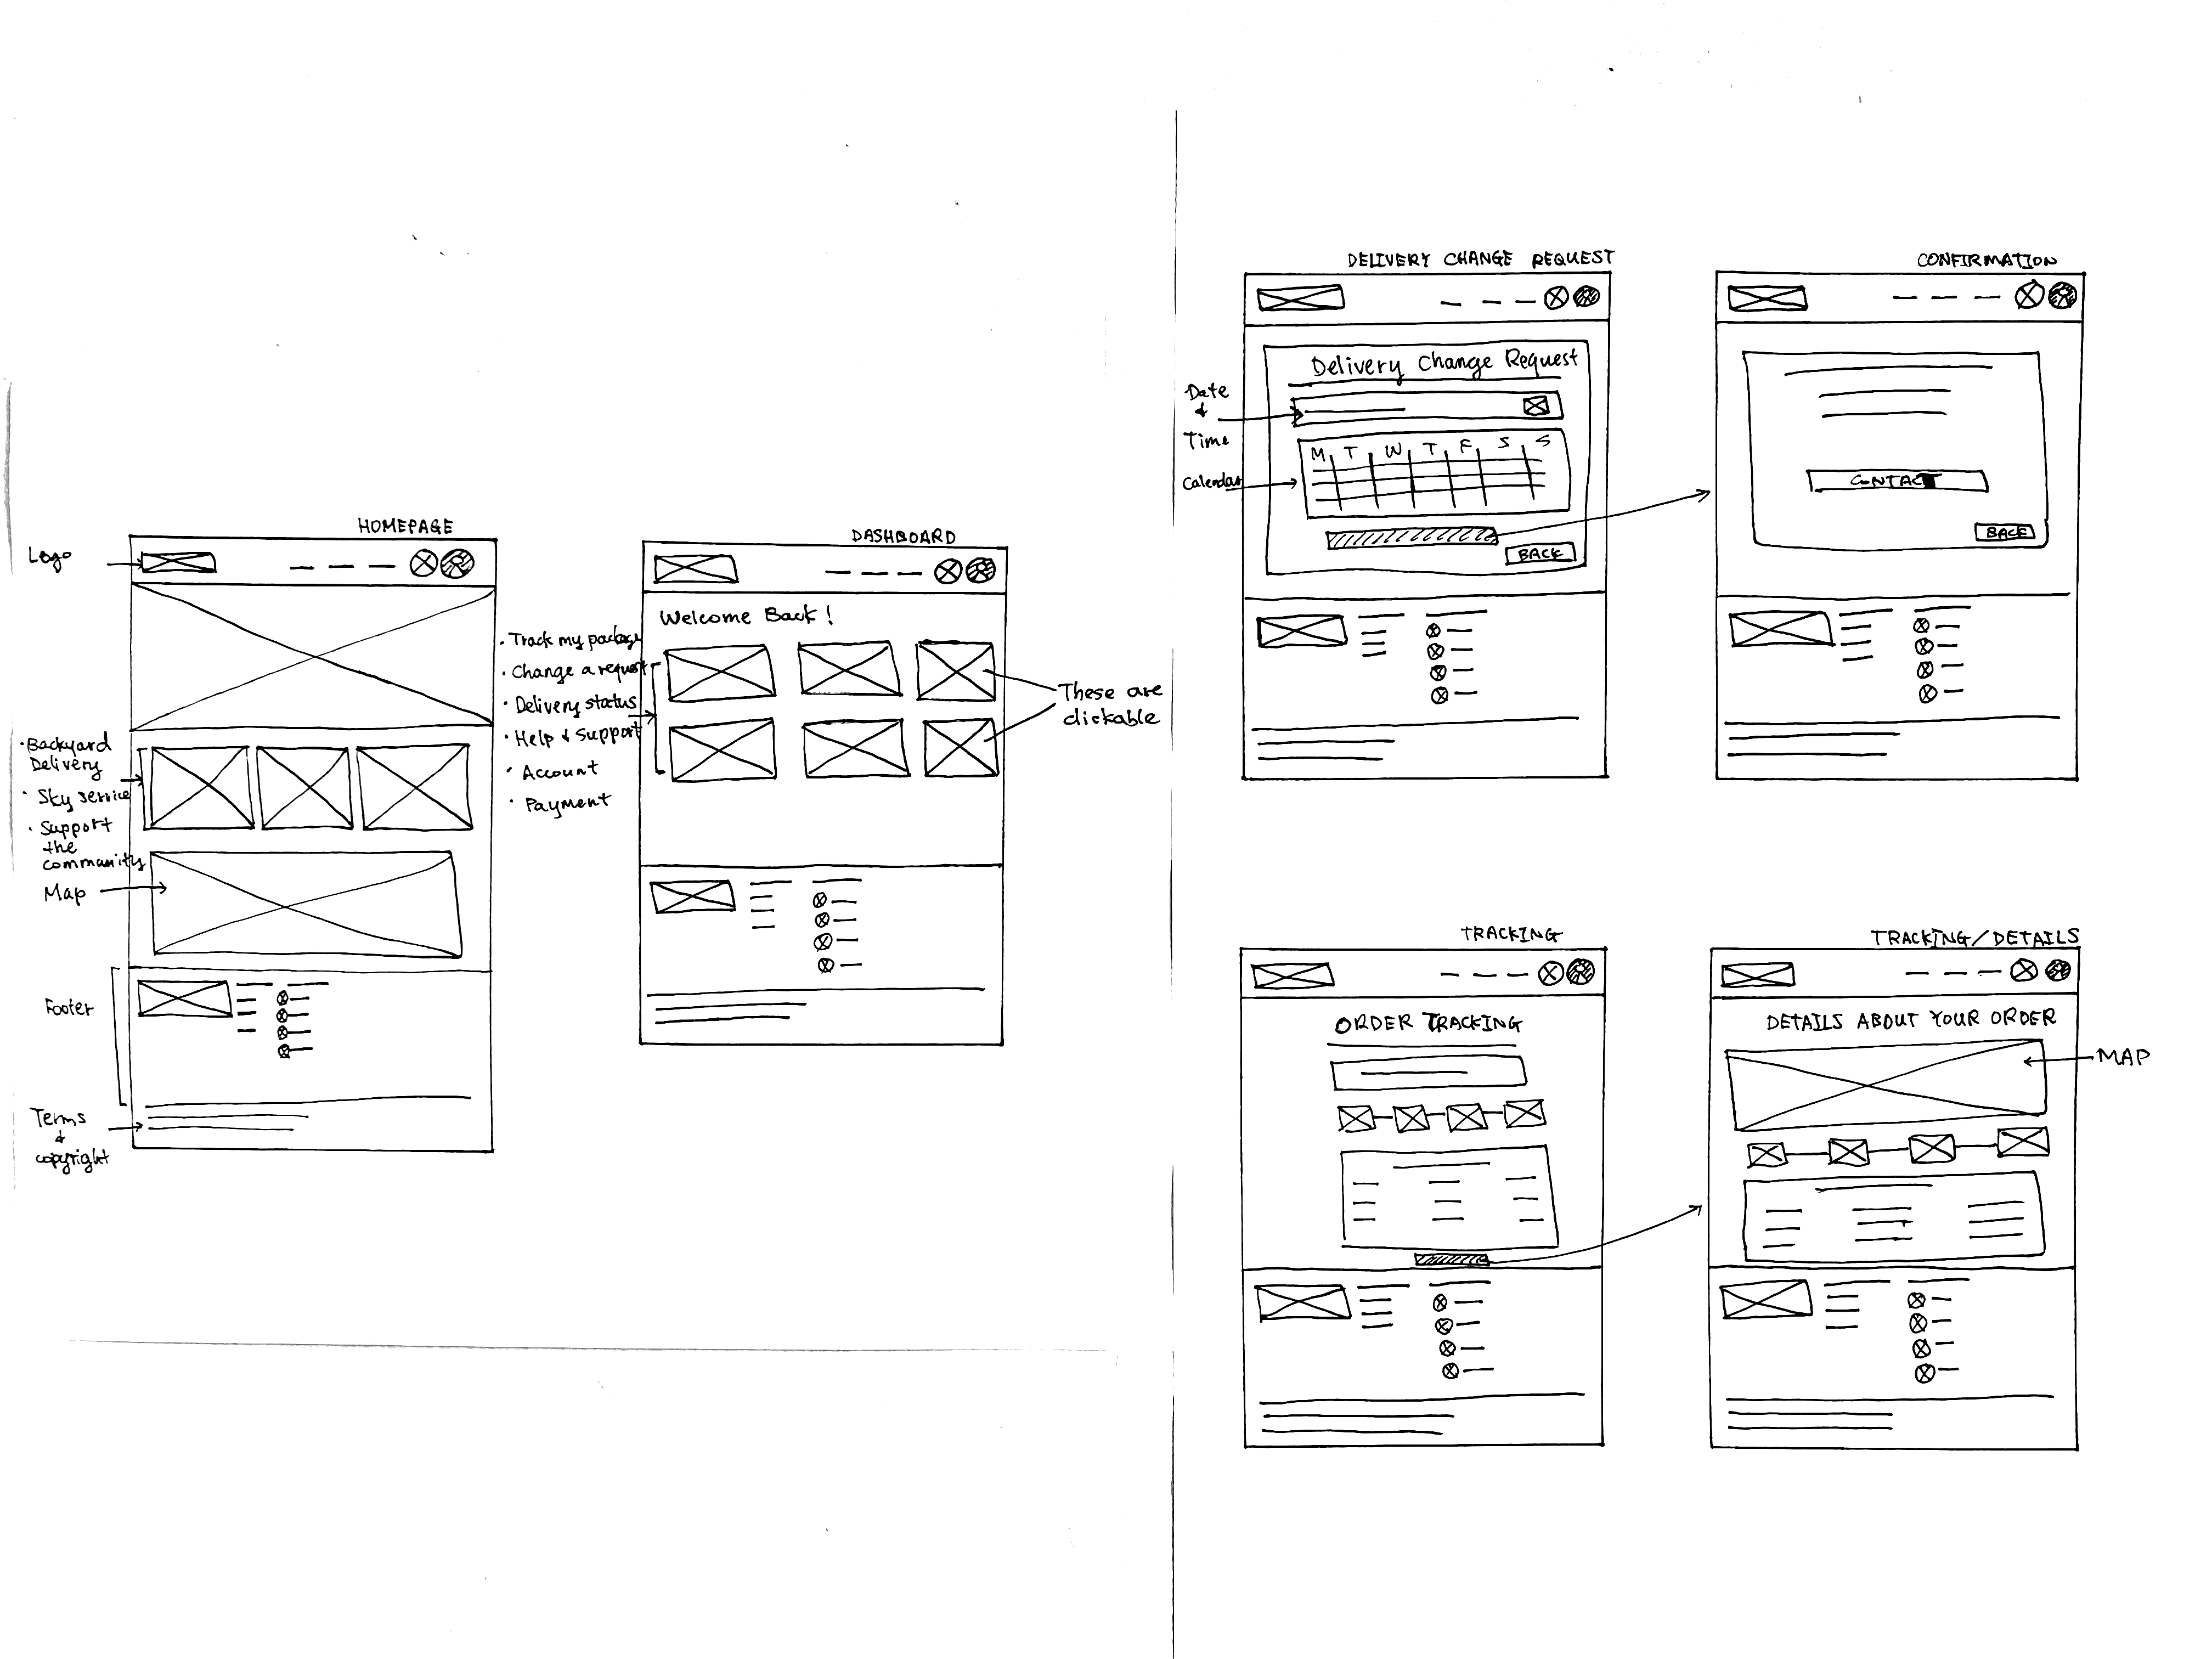 HOMEPAGE
Logo
· Backyard
Delivery
· Sky service
· Support
the
community
Map
Footer
Terms
&
copyright
DASHBOARD
Welcome Back !
· Track my package
· Change a request
· Delivery status
· Help & Support
· Account
· Payment
These are
clickable
DELIVERY CHANGE REQUEST
Delivery Change Request
Date
&
Time
Calendar
M T W T F S S
BACK
CONFIRMATION
CONTACT
BACK
TRACKING
ORDER TRACKING
TRACKING/DETAILS
DETAILS ABOUT YOUR ORDER
MAP